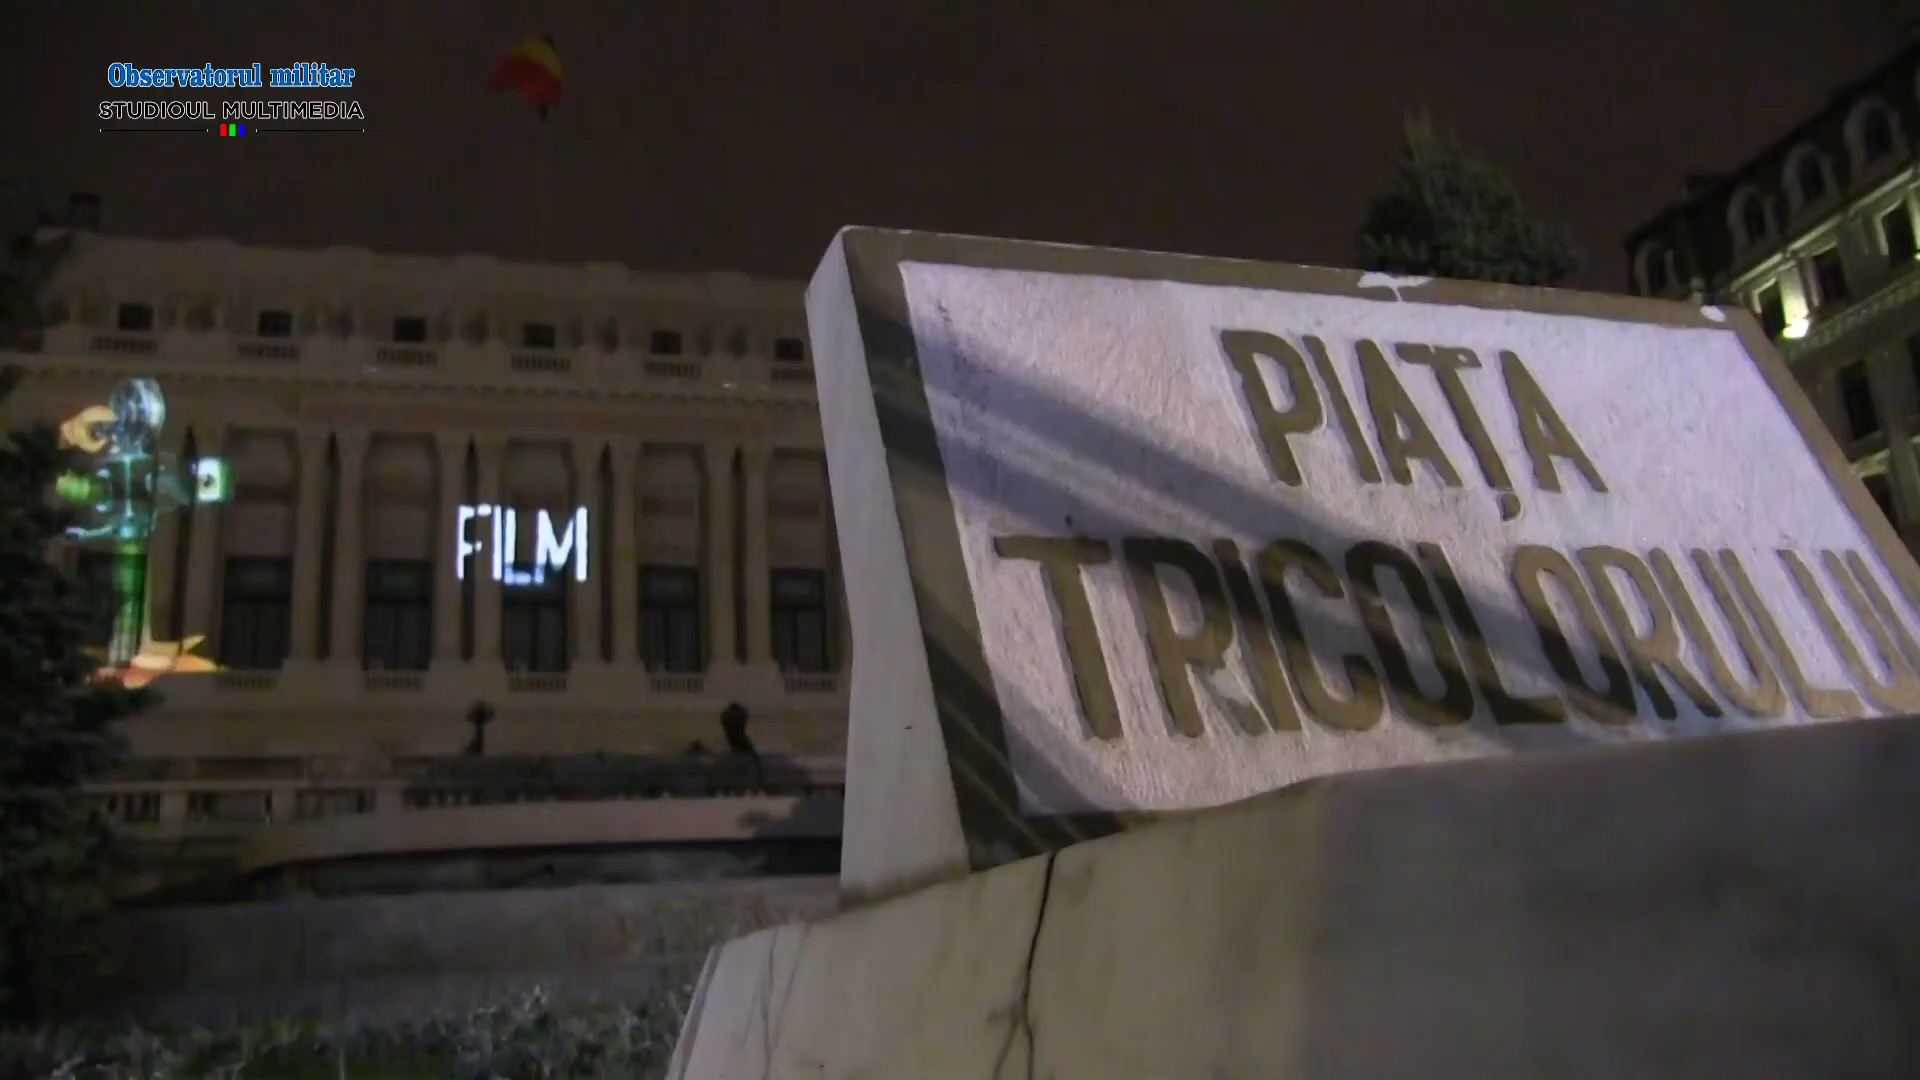 Observatorul militar
STUDIOUL MULTIMEDIA
FILM
PIAȚA
TRICOLORULUI